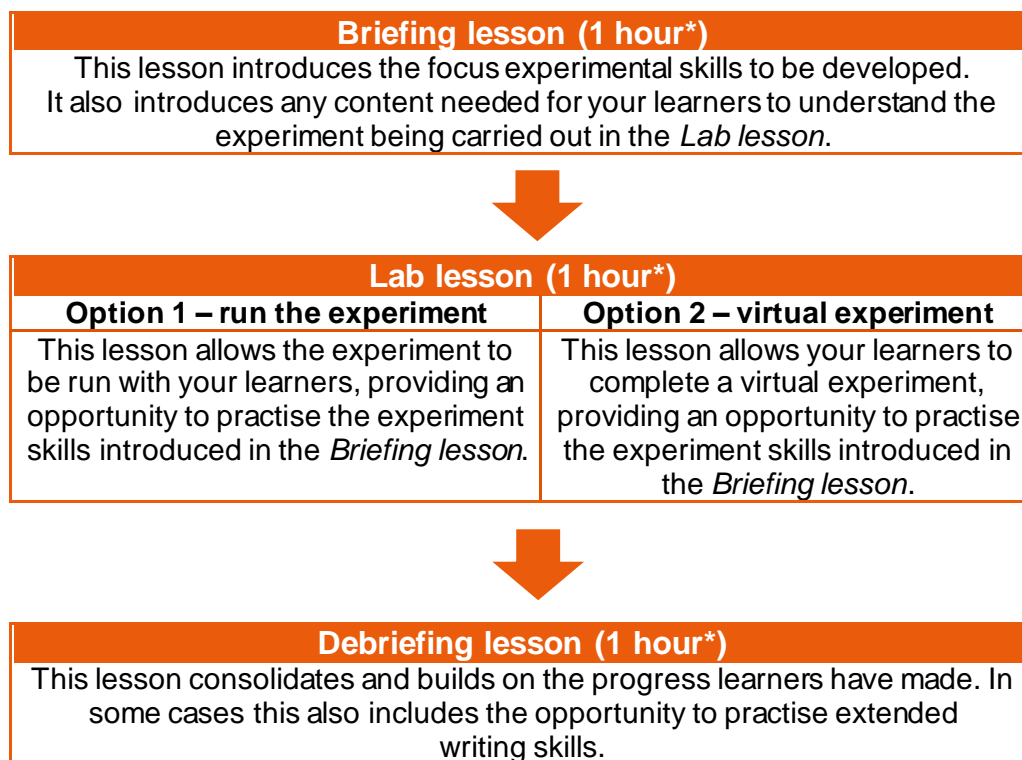 Briefing lesson (1 hour*)
This lesson introduces the focus experimental skills to be developed.
It also introduces any content needed for your learners to understand the
experiment being carried out in the Lab lesson.
Lab lesson (1 hour*)
Option 1 – run the experiment
This lesson allows the experiment to
be run with your learners, providing an
opportunity to practise the experiment
skills introduced in the Briefing lesson.
Option 2 – virtual experiment
This lesson allows your learners to
complete a virtual experiment,
providing an opportunity to practise
the experiment skills introduced in
the Briefing lesson.
Debriefing lesson (1 hour*)
This lesson consolidates and builds on the progress learners have made. In
some cases this also includes the opportunity to practise extended
writing skills.